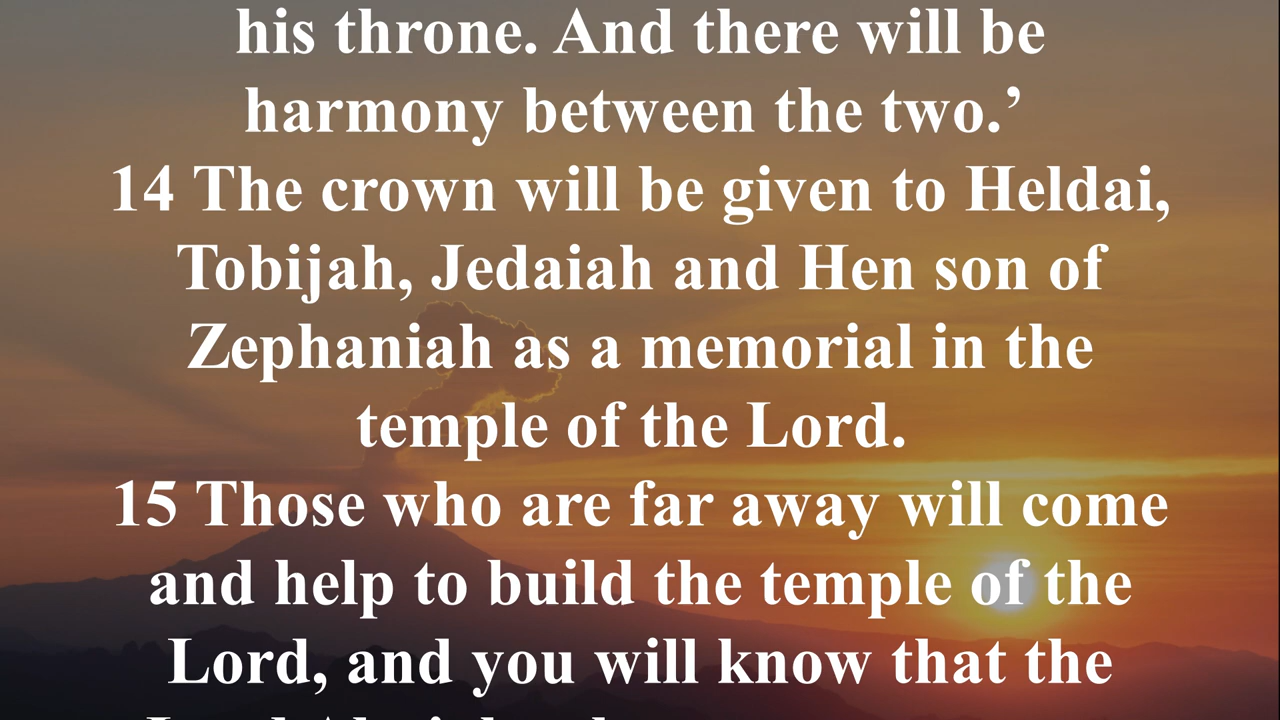 his throne. And there will be
harmony between the two.’
14 The crown will be given to Heldai,
Tobijah, Jedaiah and Hen son of
Zephaniah as a memorial in the
temple of the Lord.
15 Those who are far away will come
and help to build the temple of the
Lord, and you will know that the